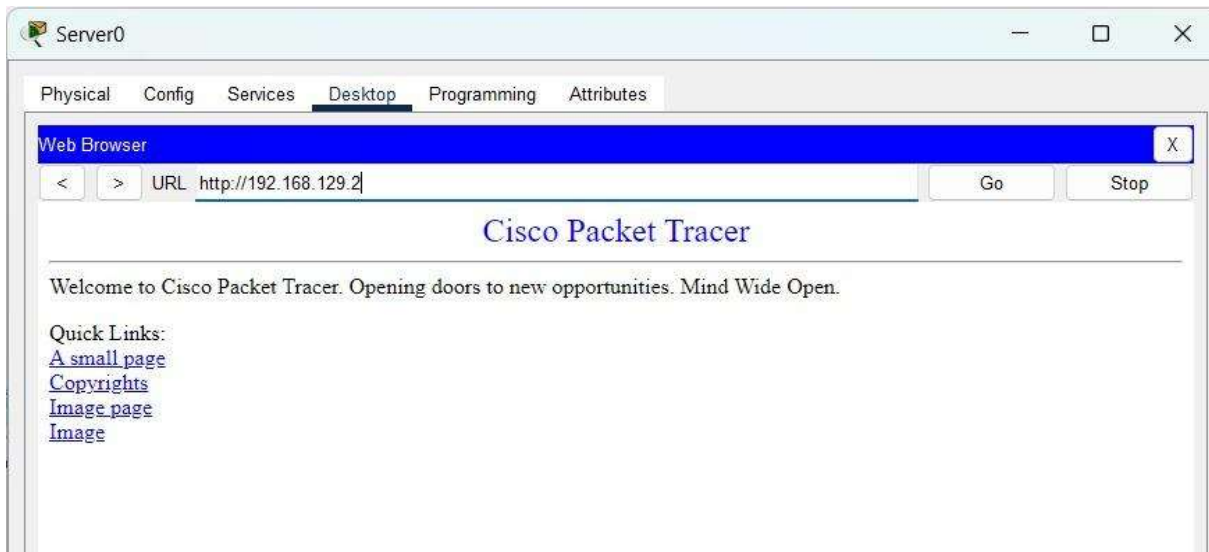 Server0
Physical Config Services Desktop Programming Attributes
Web Browser X
< > URL http://192.168.129.2 Go Stop
Cisco Packet Tracer
Welcome to Cisco Packet Tracer. Opening doors to new opportunities. Mind Wide Open.
Quick Links:
A small page
Copyrights
Image page
Image